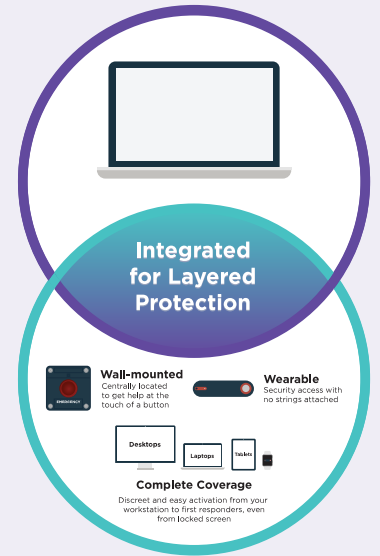 Integrated
for Layered
Protection
Wall-mounted
Centrally located
to get help at the
touch of a button
EMERGENCY
Wearable
Security access with
no strings attached
Desktops
Laptops
Tablets
Complete Coverage
Discreet and easy activation from your
workstation to first responders, even
from locked screen